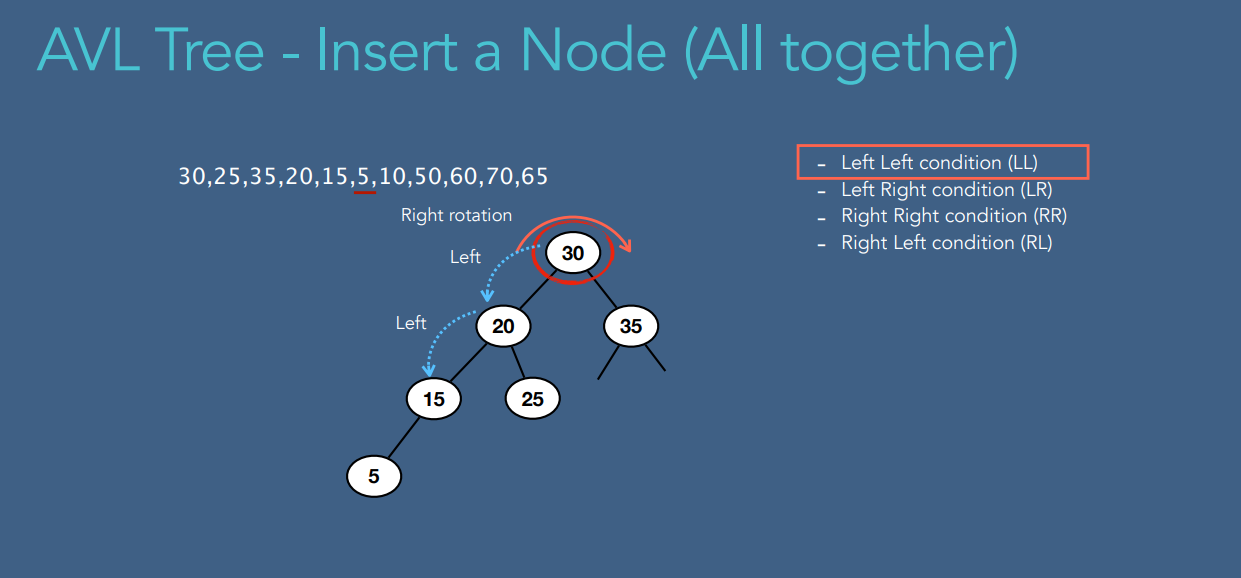 AVL Tree - Insert a Node (All together)
30,25,35,20,15,5,10,50,60,70,65
- Left Left condition (LL)
- Left Right condition (LR)
- Right Right condition (RR)
- Right Left condition (RL)
Right rotation
Left
30
Left
20
35
15
25
5